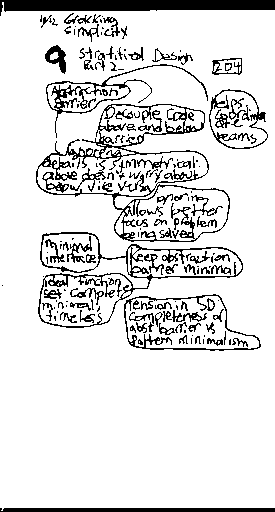 11/12 Grokking
Simplicity
9 Stratified Design
Part 2
204
Abstraction
barrier
Decouple code
above and below
barrier
helps
coordinate
teams
Ignoring
details is symmetrical:
above doesn't worry about
below, vice versa
ignoring
allows better
focus on problem
being solved
minimal
interface
Keep abstraction
barrier minimal
ideal function
set: complete,
minimal,
timeless
Tension in SD
completeness of
abst barrier vs
pattern minimalism